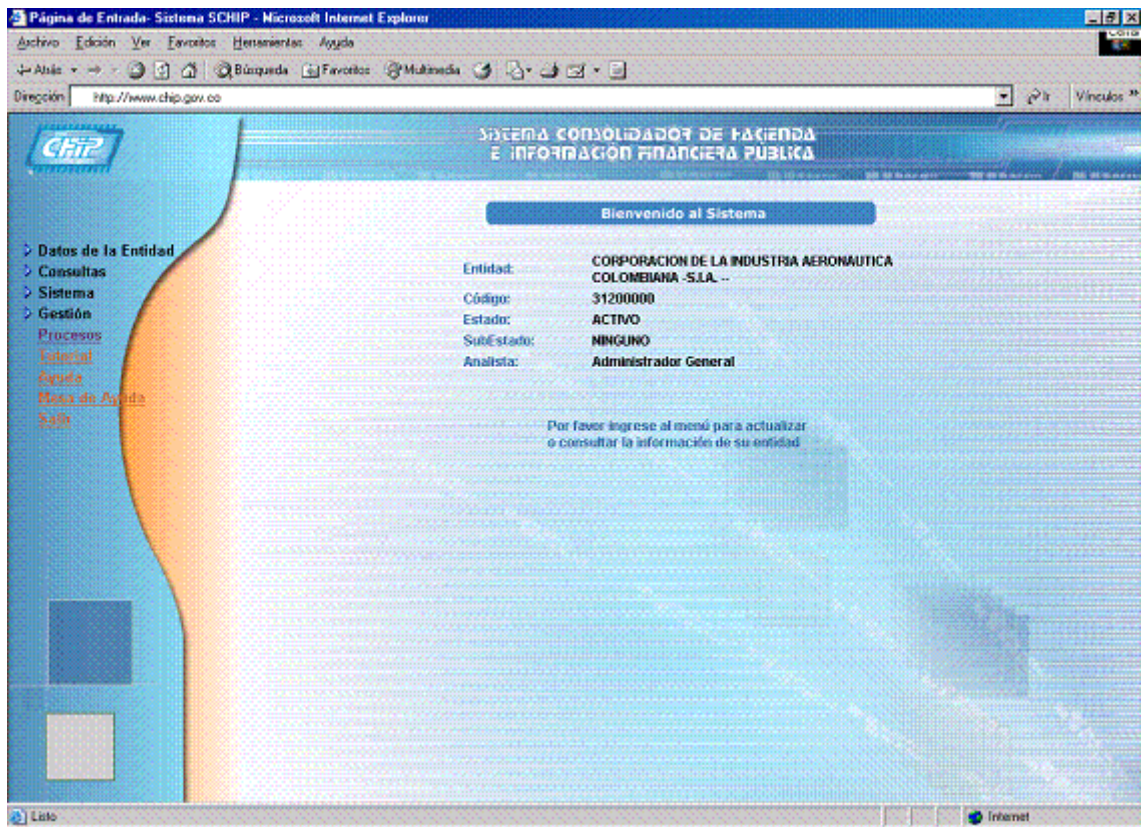 Página de Entrada- Sistema SCHIP - Microsoft Internet Explorer
Archivo Edición Ver Favoritos Herramientas Ayuda
Atrás Búsqueda Favoritos Multimedia
Dirección http://www.chip.gov.co Ir Vínculos »
CHIP
SISTEMA CONSOLIDADOR DE HACIENDA
E INFORMACIÓN FINANCIERA PÚBLICA
Bienvenido al Sistema
Datos de la Entidad
Consultas
Sistema
Gestión
Procesos
Tutorial
Ayuda
Mesa de Ayuda
Salir
Entidad: CORPORACION DE LA INDUSTRIA AERONAUTICA
COLOMBIANA -S.I.A. --
Código: 31200000
Estado: ACTIVO
SubEstado: NINGUNO
Analista: Administrador General
Por favor ingrese al menú para actualizar
o consultar la información de su entidad
Listo Internet